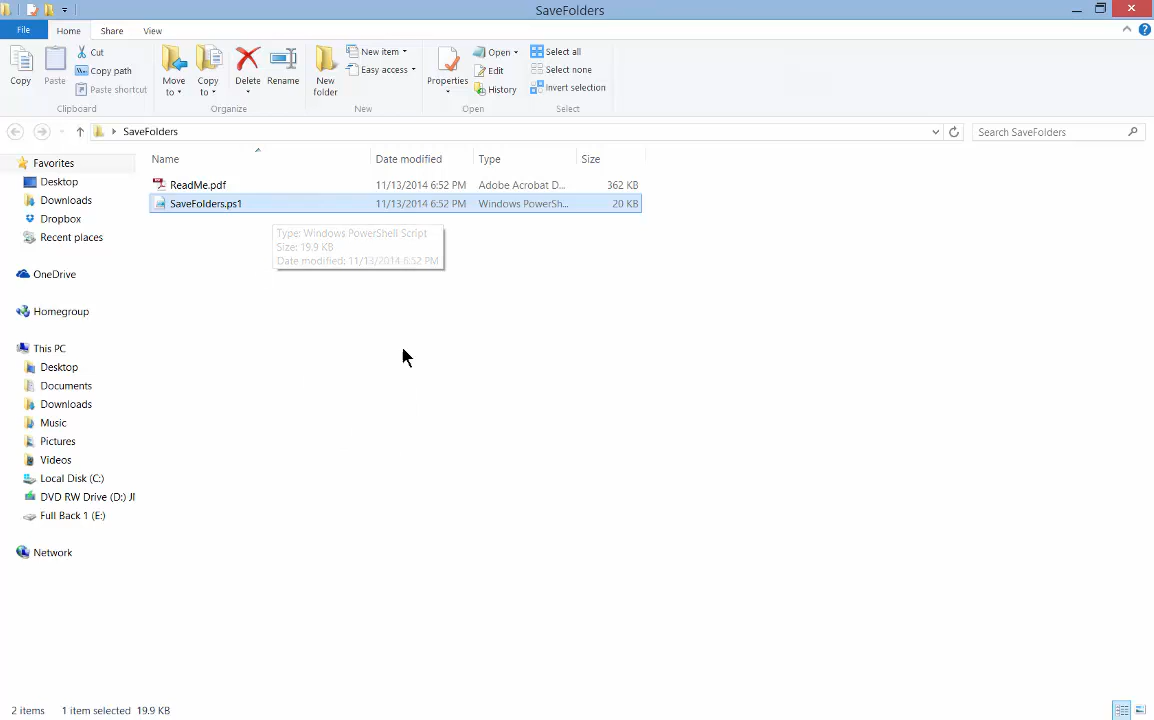 SaveFolders
File Home Share View
Copy
Paste
Cut
Copy path
Paste shortcut
Clipboard
Move to
Copy to
Delete
Rename
Organize
New folder
New item
Easy access
New
Properties
Open
Edit
History
Open
Select all
Select none
Invert selection
Select
SaveFolders
Search SaveFolders
Name Date modified Type Size
ReadMe.pdf 11/13/2014 6:52 PM Adobe Acrobat D... 362 KB
SaveFolders.ps1 11/13/2014 6:52 PM Windows PowerSh... 20 KB
Type: Windows PowerShell Script
Size: 19.9 KB
Date modified: 11/13/2014 6:52 PM
Favorites
Desktop
Downloads
Dropbox
Recent places
OneDrive
Homegroup
This PC
Desktop
Documents
Downloads
Music
Pictures
Videos
Local Disk (C:)
DVD RW Drive (D:) JI
Full Back 1 (E:)
Network
2 items 1 item selected 19.9 KB